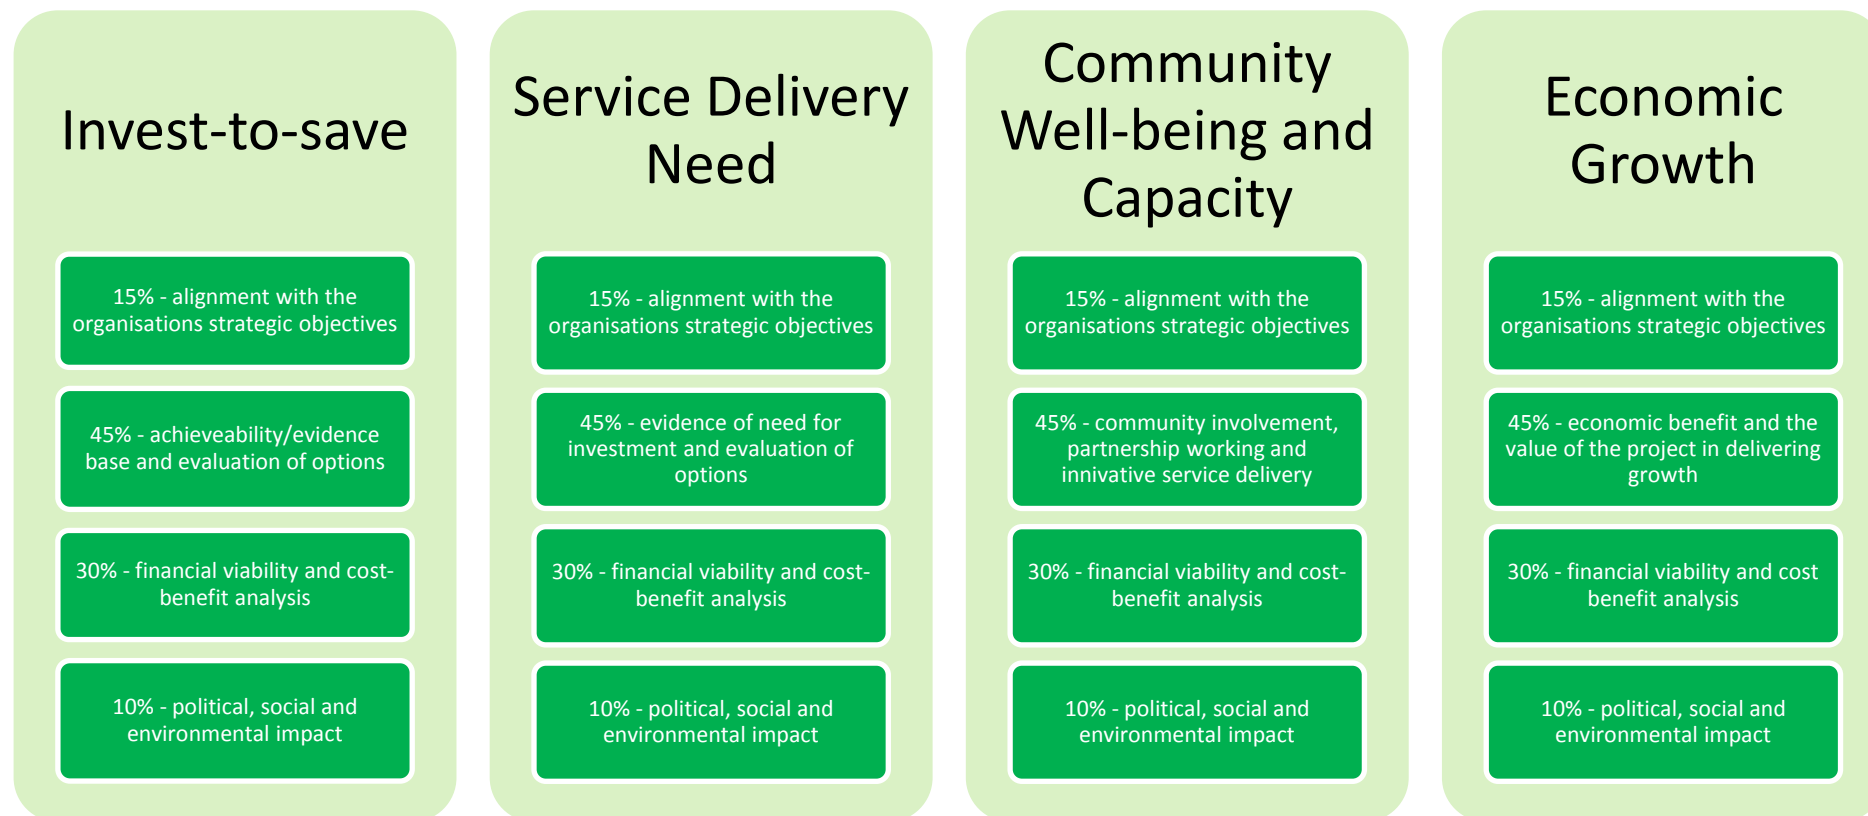 Invest-to-save
15% - alignment with the
organisations strategic objectives
45% - achieveability/evidence
base and evaluation of options
30% - financial viability and cost-
benefit analysis
10% - political, social and
environmental impact
Service Delivery
Need
15% - alignment with the
organisations strategic objectives
45% - evidence of need for
investment and evaluation of
options
30% - financial viability and cost-
benefit analysis
10% - political, social and
environmental impact
Community
Well-being and
Capacity
15% - alignment with the
organisations strategic objectives
45% - community involvement,
partnership working and
innivative service delivery
30% - financial viability and cost-
benefit analysis
10% - political, social and
environmental impact
Economic
Growth
15% - alignment with the
organisations strategic objectives
45% - economic benefit and the
value of the project in delivering
growth
30% - financial viability and cost
benefit analysis
10% - political, social and
environmental impact